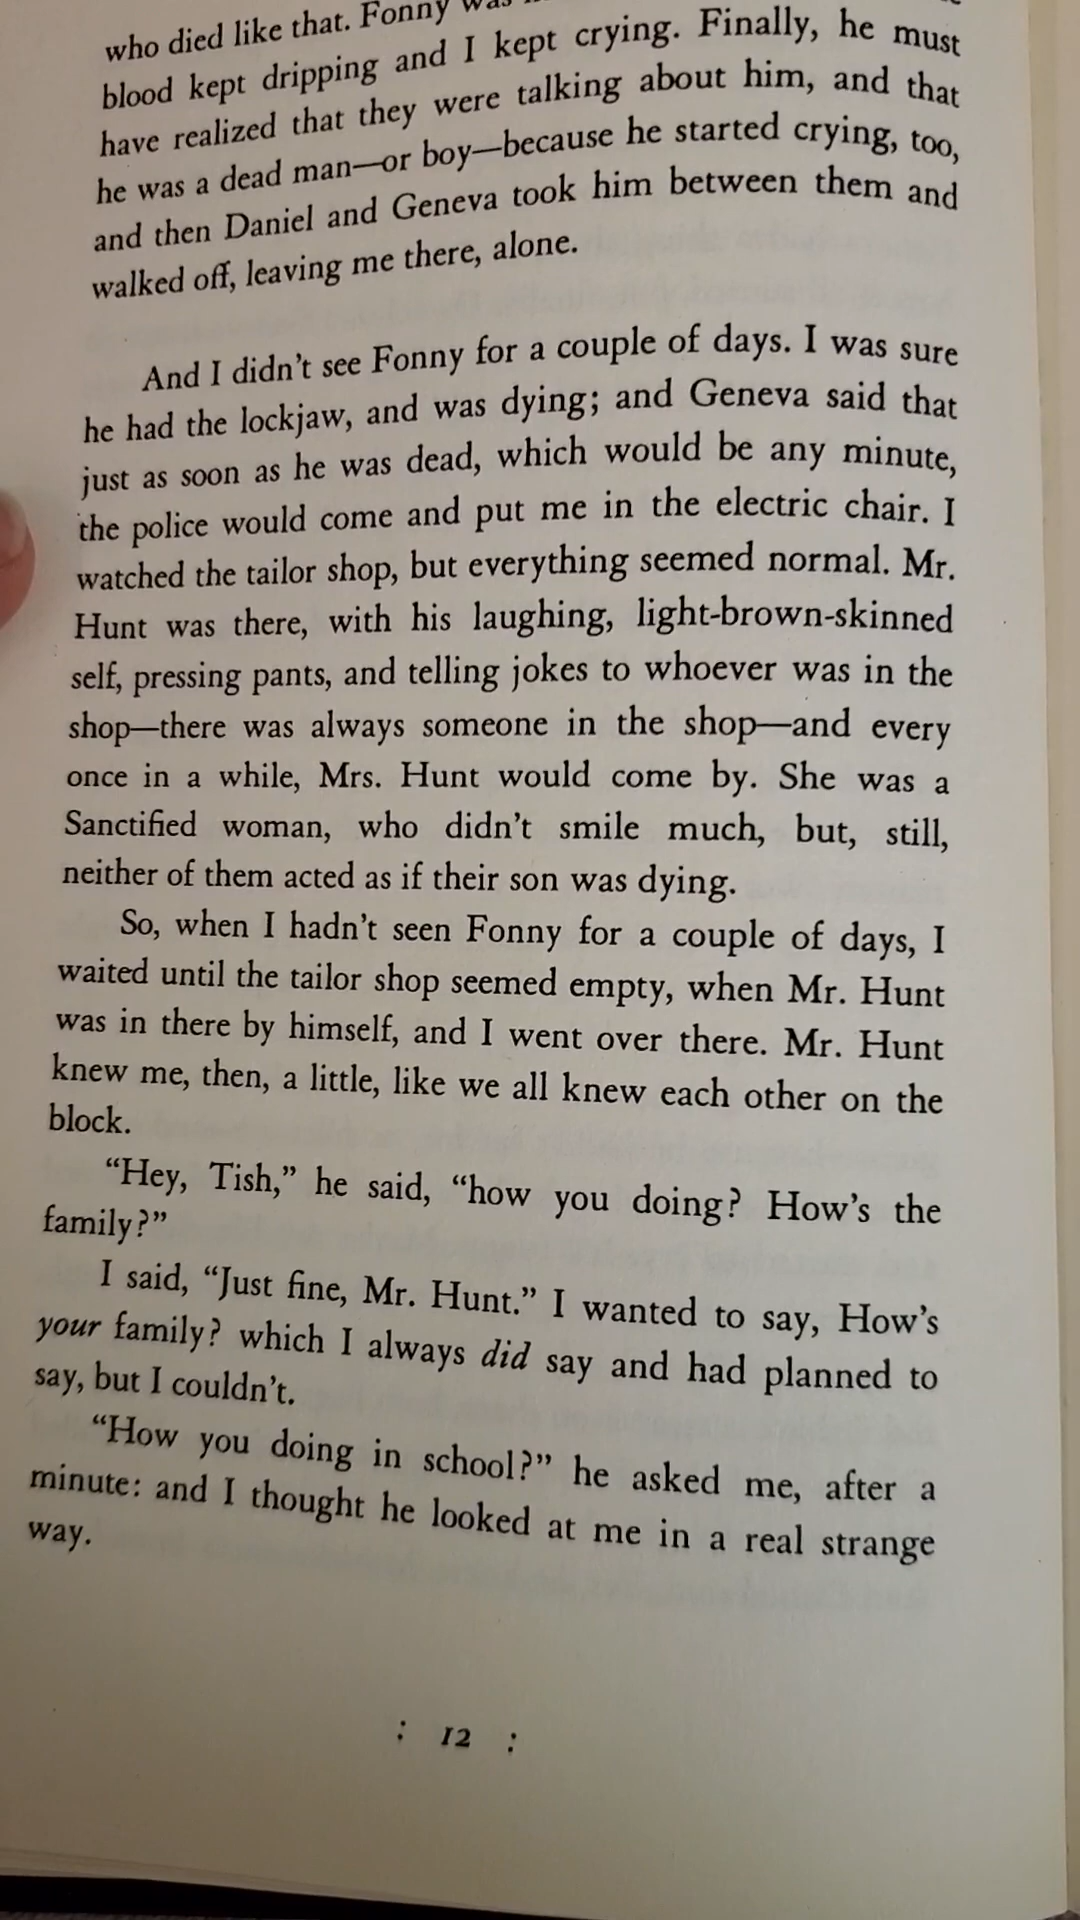 who died like that. Fonny was
blood kept dripping and I kept crying. Finally, he must
have realized that they were talking about him, and that
he was a dead man—or boy—because he started crying, too,
and then Daniel and Geneva took him between them and
walked off, leaving me there, alone.
And I didn't see Fonny for a couple of days. I was sure
he had the lockjaw, and was dying; and Geneva said that
just as soon as he was dead, which would be any minute,
the police would come and put me in the electric chair. I
watched the tailor shop, but everything seemed normal. Mr.
Hunt was there, with his laughing, light-brown-skinned
self, pressing pants, and telling jokes to whoever was in the
shop—there was always someone in the shop—and every
once in a while, Mrs. Hunt would come by. She was a
Sanctified woman, who didn't smile much, but, still,
neither of them acted as if their son was dying.
So, when I hadn't seen Fonny for a couple of days, I
waited until the tailor shop seemed empty, when Mr. Hunt
was in there by himself, and I went over there. Mr. Hunt
knew me, then, a little, like we all knew each other on the
block.
“Hey, Tish,” he said, “how you doing? How's the
family?”
I said, “Just fine, Mr. Hunt.” I wanted to say, How's
your family? which I always did say and had planned to
say, but I couldn't.
“How you doing in school?” he asked me, after a
minute: and I thought he looked at me in a real strange
way.
: 12 :